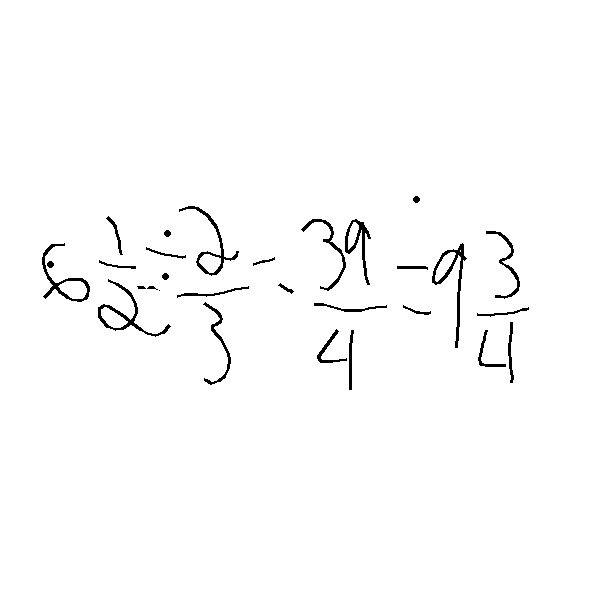 6 1/2 ÷ 2/3 = 39/4 = 9 3/4